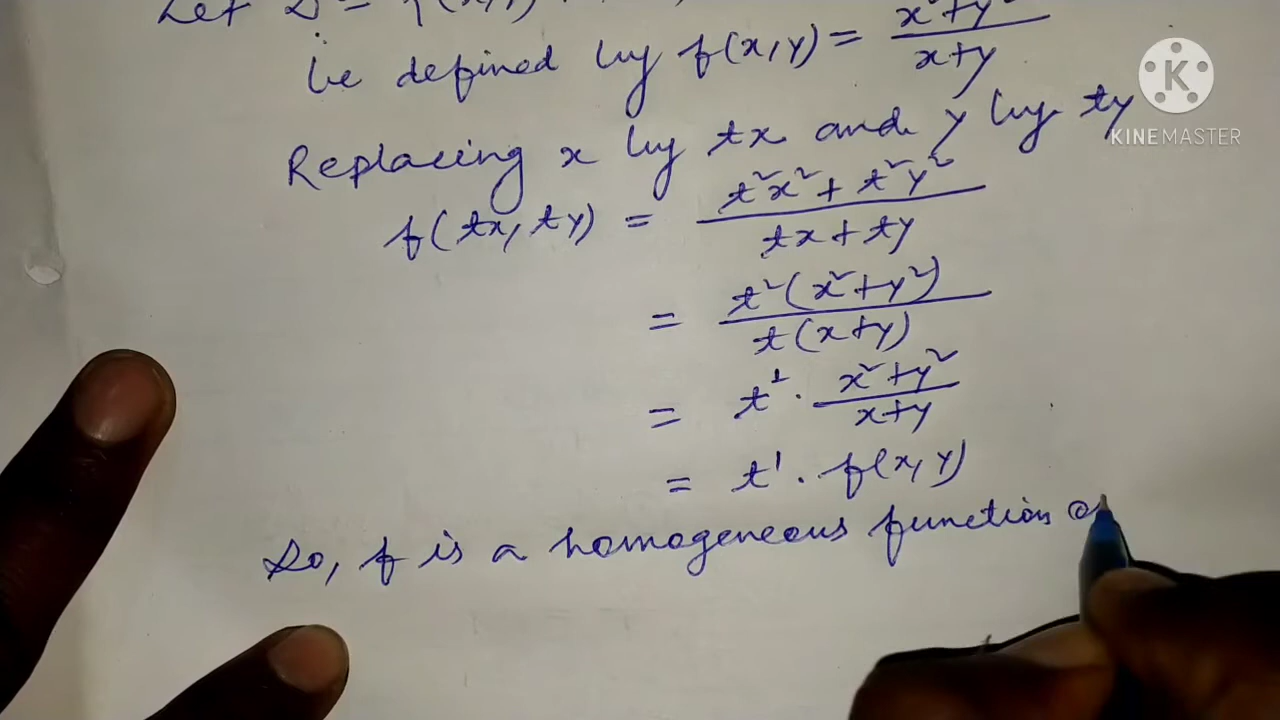 Let D = {(x,y)
be defined by f(x,y) = x²+y² / x+y
Replacing x by tx and y by ty
f(tx, ty) = t²x² + t²y² / tx + ty
= t²(x²+y²) / t(x+y)
= t¹ · x²+y² / x+y
= t¹ · f(x, y)
So, f is a homogeneous function
K
KINEMASTER